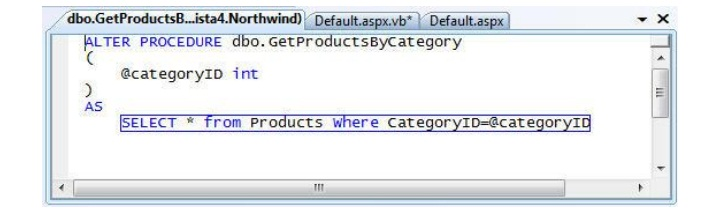 dbo.GetProductsB...ista4.Northwind) Default.aspx.vb* Default.aspx
ALTER PROCEDURE dbo.GetProductsByCategory
(
@categoryID int
)
AS
SELECT * from Products Where CategoryID=@categoryID